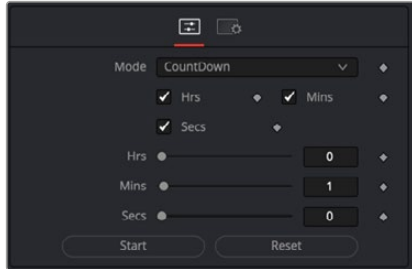 Mode CountDown
Hrs Mins
Secs
Hrs 0
Mins 1
Secs 0
Start Reset